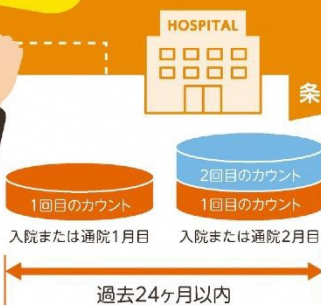 HOSPITAL
条
2回目のカウント
1回目のカウント
1回目のカウント
入院または通院1月目
入院または通院2月目
過去24ヶ月以内